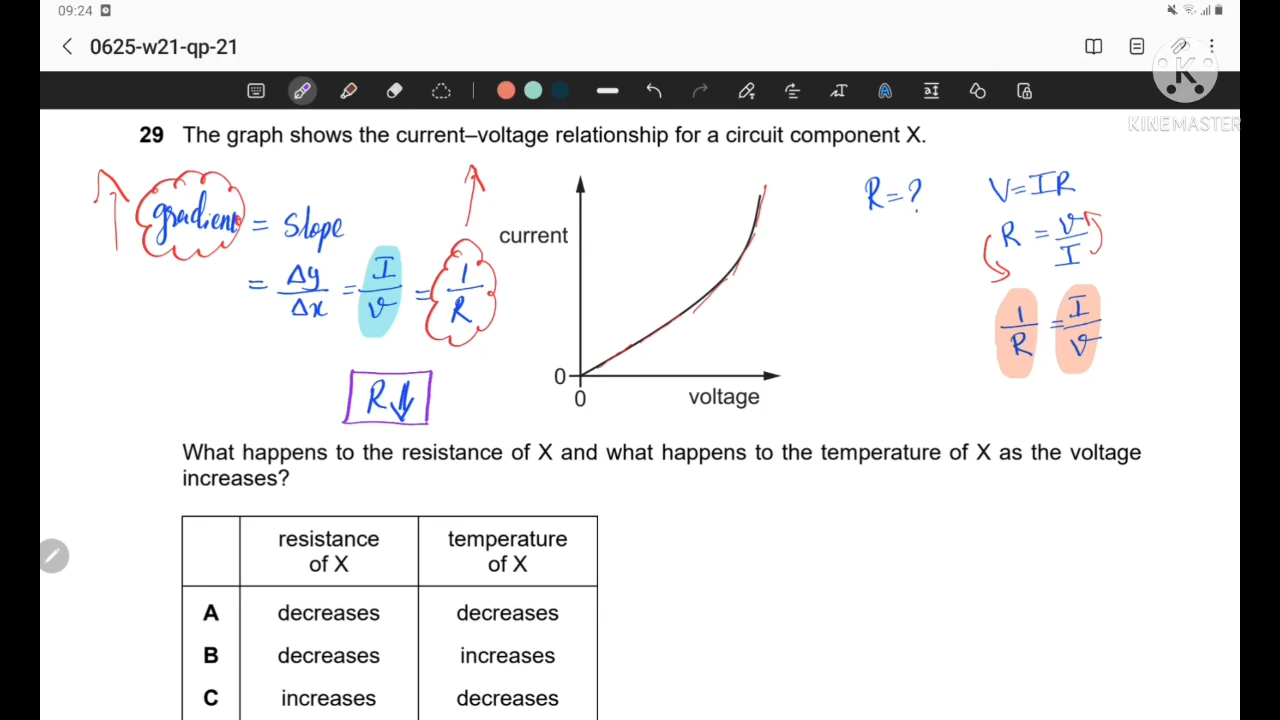 09:24
0625-w21-qp-21
K
KINEMASTER
29 The graph shows the current–voltage relationship for a circuit component X.
gradient = slope
= Δy/Δx = I/V = 1/R
R↓
current
0
0
voltage
R=?
V=IR
R = V/I
1/R = I/V
What happens to the resistance of X and what happens to the temperature of X as the voltage
increases?
resistance of X
temperature of X
A decreases decreases
B decreases increases
C increases decreases